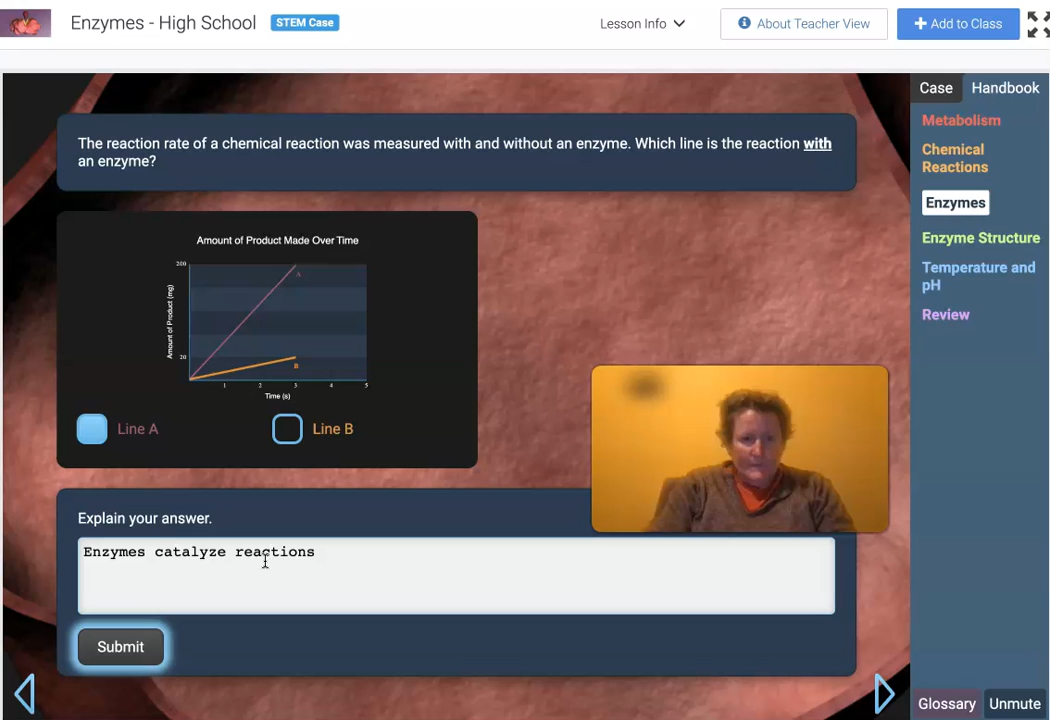 Enzymes - High School STEM Case Lesson Info About Teacher View + Add to Class
Case Handbook
The reaction rate of a chemical reaction was measured with and without an enzyme. Which line is the reaction with
an enzyme?
Metabolism
Chemical
Reactions
Enzymes
Enzyme Structure
Temperature and
pH
Review
Amount of Product Made Over Time
200
A
Amount of Product (mg)
20
B
1 2 3 4 5
Time (s)
Line A Line B
Explain your answer.
Enzymes catalyze reactions
Submit
Glossary Unmute